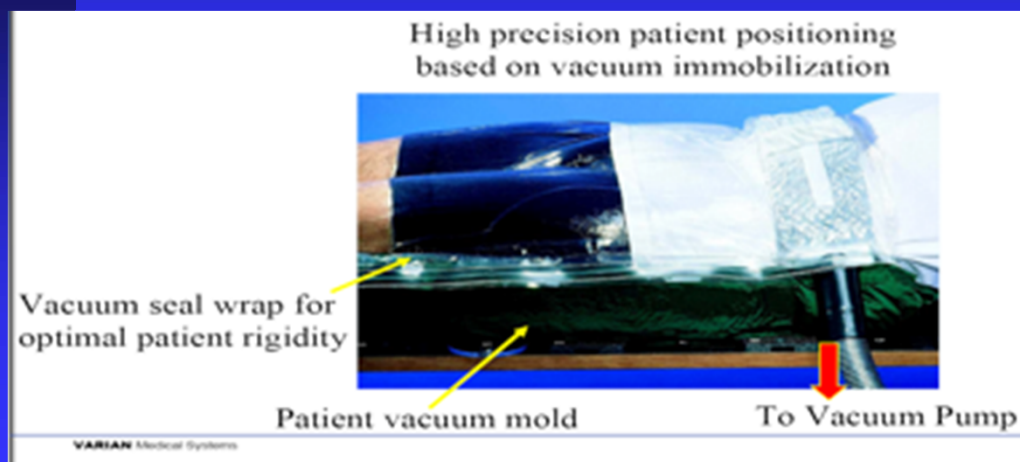 High precision patient positioning
based on vacuum immobilization
Vacuum seal wrap for
optimal patient rigidity
Patient vacuum mold
To Vacuum Pump
VARIAN Medical Systems